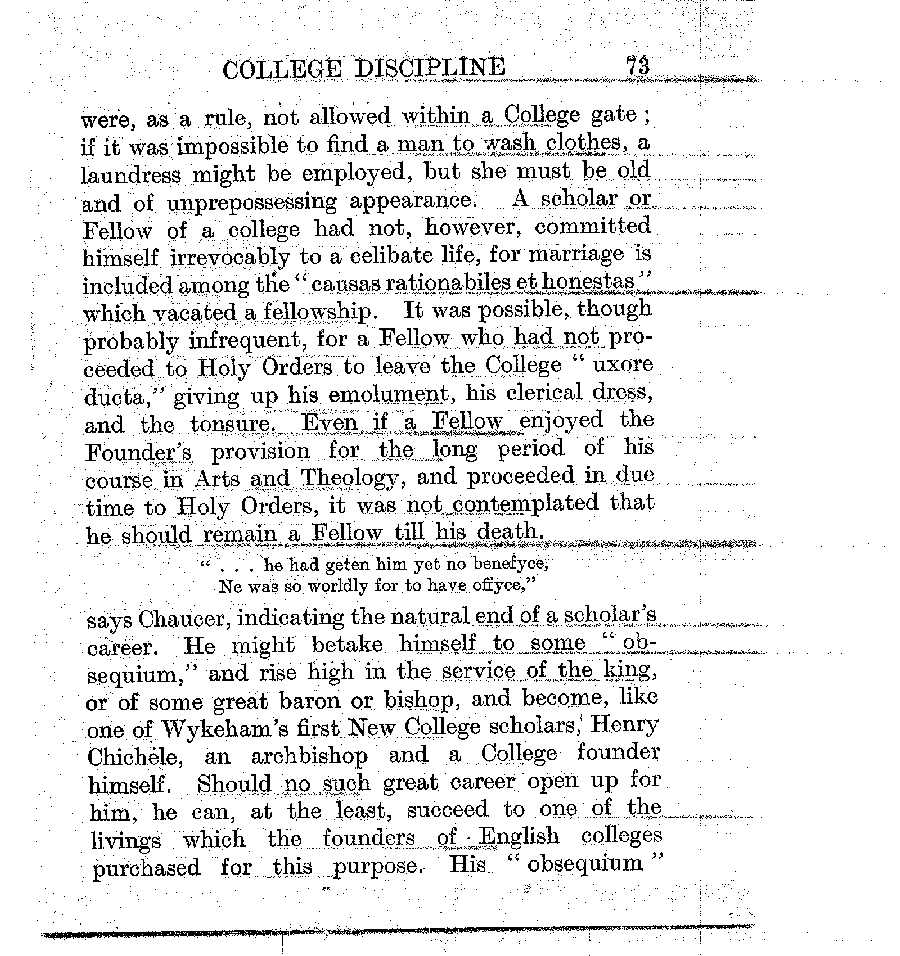 COLLEGE DISCIPLINE 73
were, as a rule, not allowed within a College gate ;
if it was impossible to find a man to wash clothes, a
laundress might be employed, but she must be old
and of unprepossessing appearance. A scholar or
Fellow of a college had not, however, committed
himself irrevocably to a celibate life, for marriage is
included among the “ causas rationabiles et honestas ”
which vacated a fellowship. It was possible, though
probably infrequent, for a Fellow who had not pro-
ceeded to Holy Orders to leave the College “ uxore
ducta,” giving up his emolument, his clerical dress,
and the tonsure. Even if a Fellow enjoyed the
Founder's provision for the long period of his
course in Arts and Theology, and proceeded in due
time to Holy Orders, it was not contemplated that
he should remain a Fellow till his death.
“ . . . he had geten him yet no benefyce,
Ne was so worldly for to have offyce,”
says Chaucer, indicating the natural end of a scholar's
career. He might betake himself to some “ ob-
sequium,” and rise high in the service of the king,
or of some great baron or bishop, and become, like
one of Wykeham's first New College scholars, Henry
Chichele, an archbishop and a College founder
himself. Should no such great career open up for
him, he can, at the least, succeed to one of the
livings which the founders of English colleges
purchased for this purpose. His “ obsequium ”